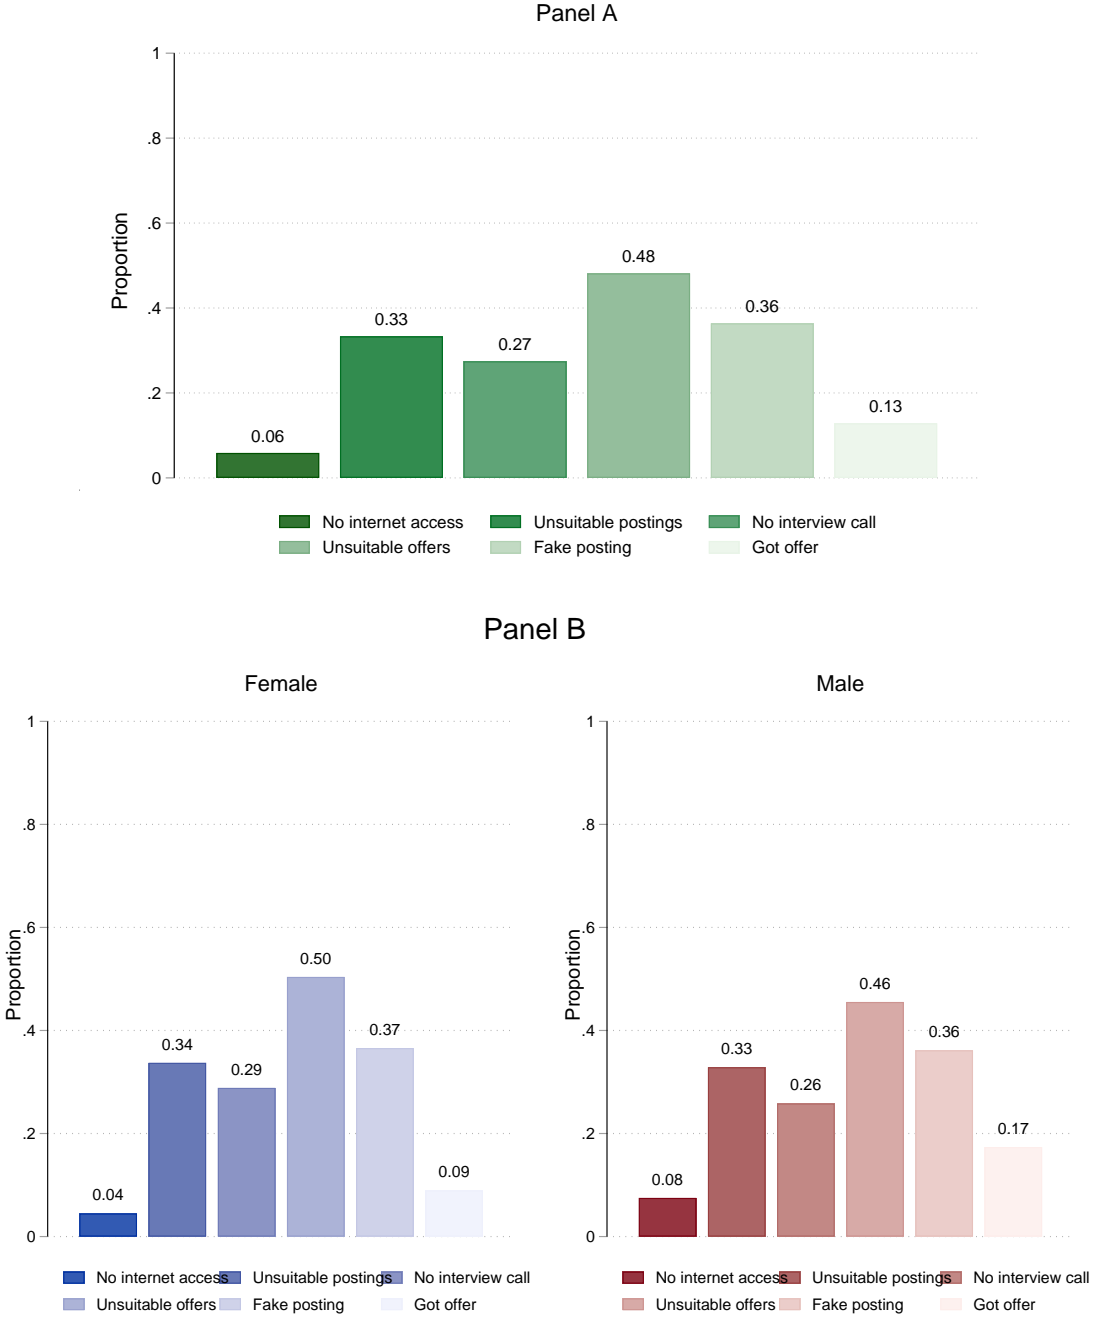 Panel A
Proportion
1
.8
.6
.4
.2
0
0.06
0.33
0.27
0.48
0.36
0.13
No internet access Unsuitable postings No interview call
Unsuitable offers Fake posting Got offer
Panel B
Female
Proportion
1
.8
.6
.4
.2
0
0.04
0.34
0.29
0.50
0.37
0.09
No internet access Unsuitable postings No interview call
Unsuitable offers Fake posting Got offer
Male
Proportion
1
.8
.6
.4
.2
0
0.08
0.33
0.26
0.46
0.36
0.17
No internet access Unsuitable postings No interview call
Unsuitable offers Fake posting Got offer